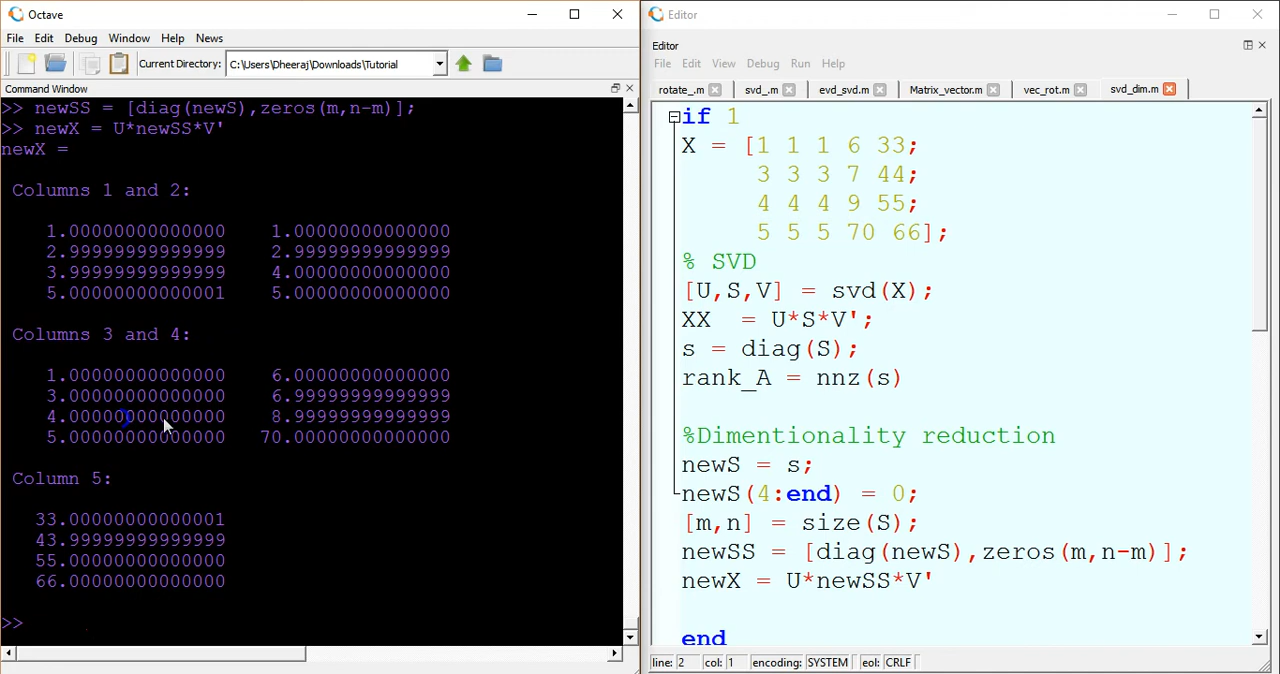 Octave
File Edit Debug Window Help News
Current Directory: C:\Users\Dheeraj\Downloads\Tutorial
Command Window
>> newSS = [diag(newS),zeros(m,n-m)];
>> newX = U*newSS*V'
newX =
Columns 1 and 2:
1.00000000000000 1.00000000000000
2.99999999999999 2.99999999999999
3.99999999999999 4.00000000000000
5.00000000000001 5.00000000000000
Columns 3 and 4:
1.00000000000000 6.00000000000000
3.00000000000000 6.99999999999999
4.00000000000000 8.99999999999999
5.00000000000000 70.00000000000000
Column 5:
33.00000000000001
43.99999999999999
55.00000000000000
66.00000000000000
>>
Editor
Editor
File Edit View Debug Run Help
rotate_.m svd_.m evd_svd.m Matrix_vector.m vec_rot.m svd_dim.m
if 1
X = [1 1 1 6 33;
3 3 3 7 44;
4 4 4 9 55;
5 5 5 70 66];
% SVD
[U,S,V] = svd(X);
XX = U*S*V';
s = diag(S);
rank_A = nnz(s)
%Dimentionality reduction
newS = s;
newS(4:end) = 0;
[m,n] = size(S);
newSS = [diag(newS),zeros(m,n-m)];
newX = U*newSS*V'
end
line: 2 col: 1 encoding: SYSTEM eol: CRLF